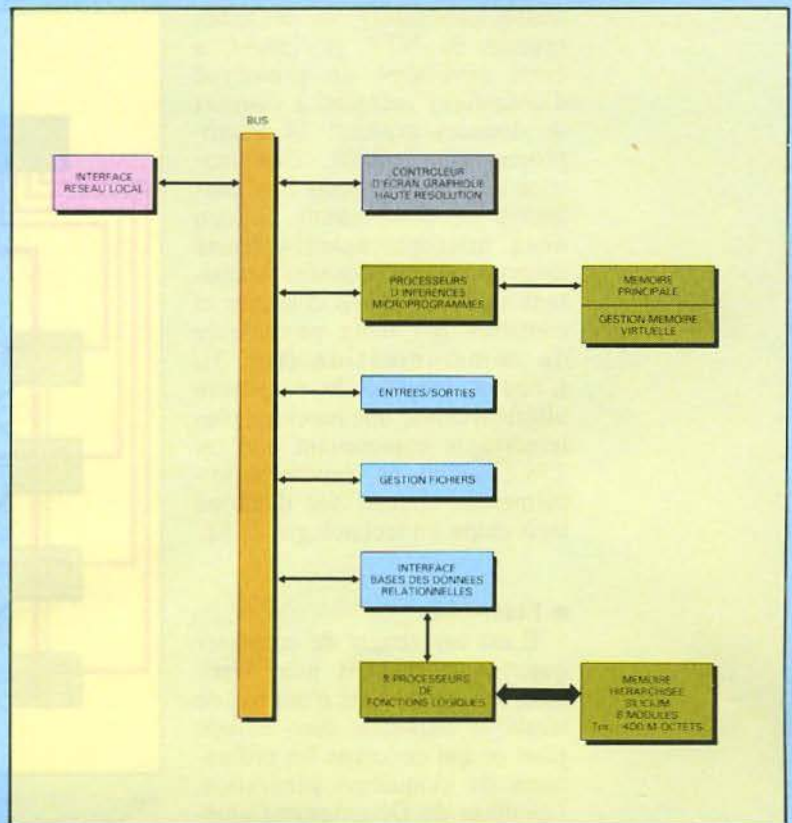 BUS
INTERFACE
RESEAU LOCAL
CONTROLEUR
D'ECRAN GRAPHIQUE
HAUTE RESOLUTION
PROCESSEURS
D'INFERENCES
MICROPROGRAMMES
MEMOIRE
PRINCIPALE
GESTION MEMOIRE
VIRTUELLE
ENTREES/SORTIES
GESTION FICHIERS
INTERFACE
BASES DES DONNEES
RELATIONNELLES
8 PROCESSEURS
DE
FONCTIONS LOGIQUES
MEMOIRE
HIERARCHISEE
SILICIUM
8 MODULES
400 M-OCTETS